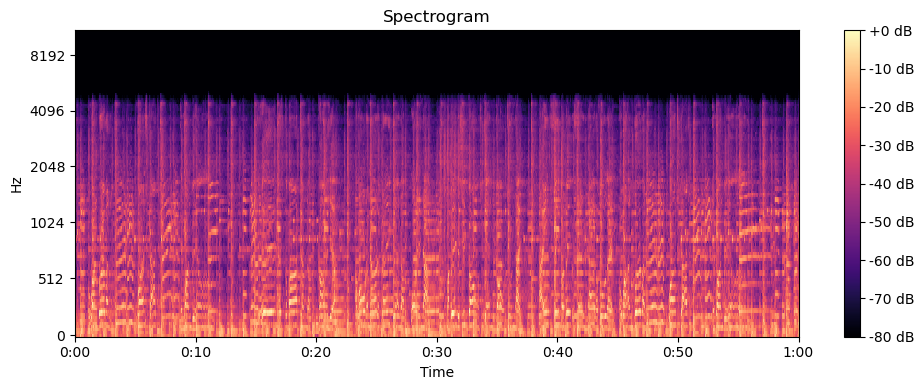 Spectrogram
8192
4096
2048
1024
512
0
Hz
0:00 0:10 0:20 0:30 0:40 0:50 1:00
Time
+0 dB
-10 dB
-20 dB
-30 dB
-40 dB
-50 dB
-60 dB
-70 dB
-80 dB